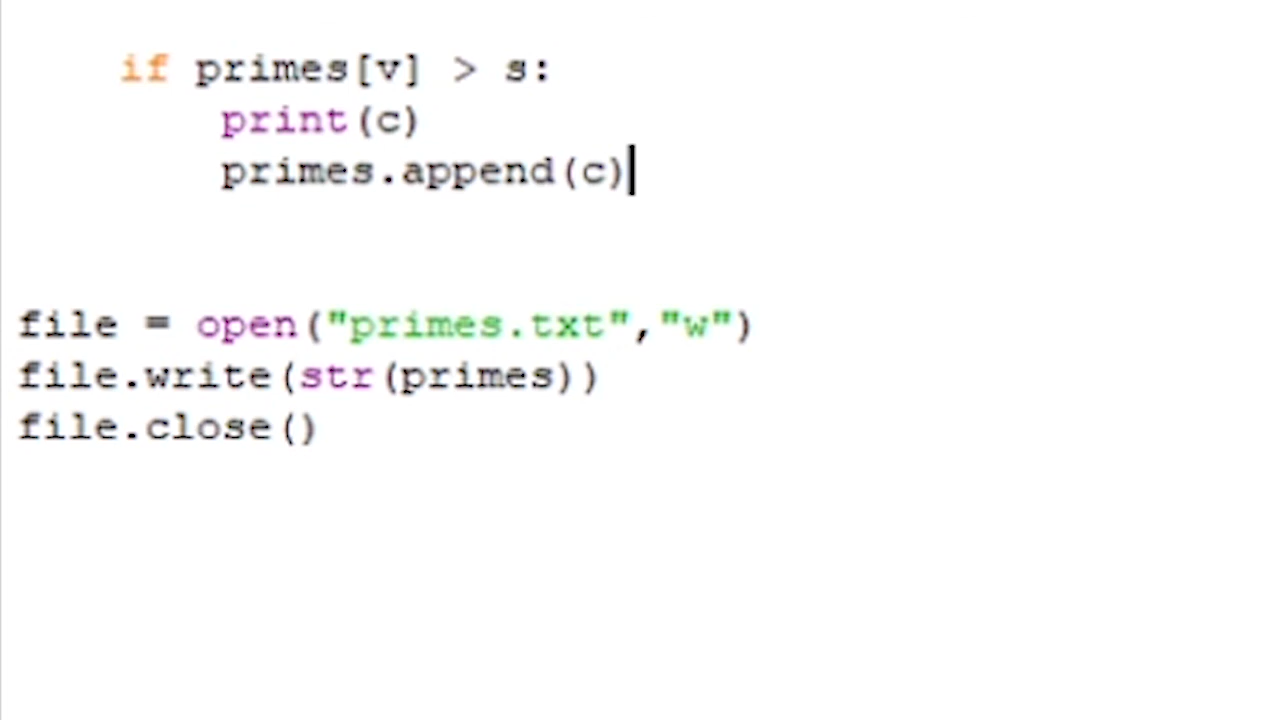 if primes[v] > s:
print(c)
primes.append(c)
file = open("primes.txt","w")
file.write(str(primes))
file.close()